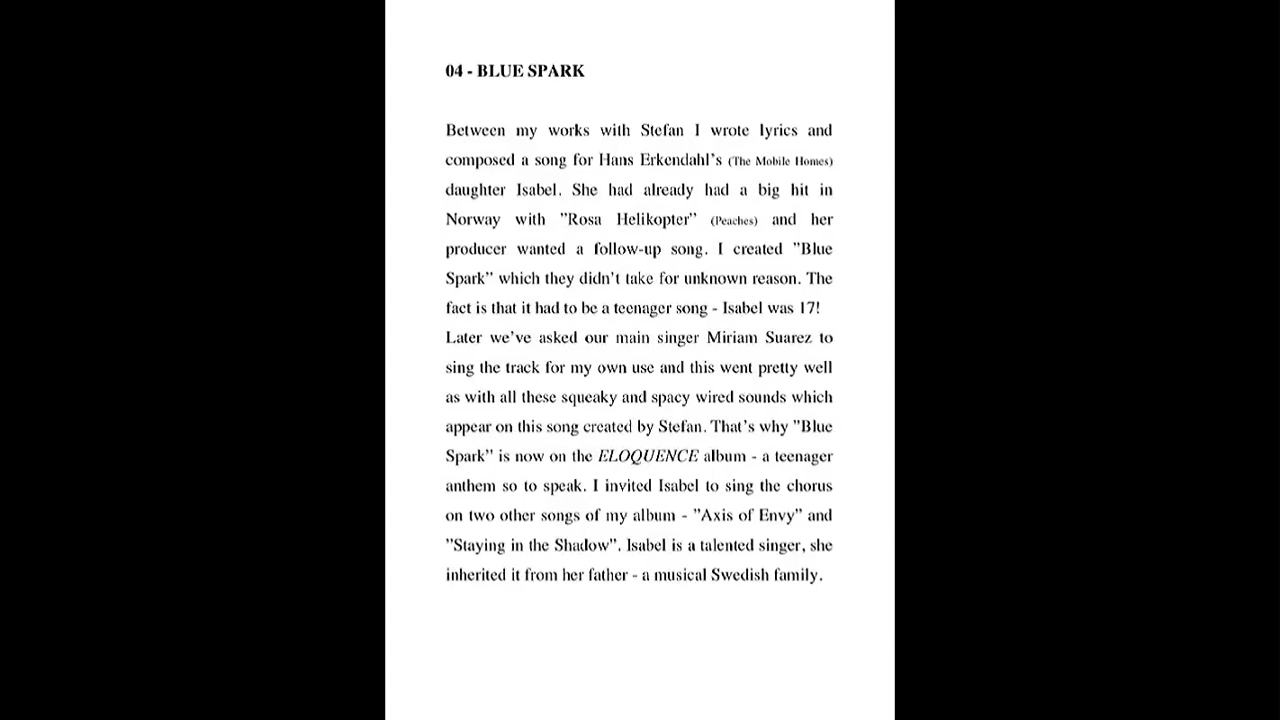 04 - BLUE SPARK
Between my works with Stefan I wrote lyrics and
composed a song for Hans Erkendahl's (The Mobile Homes)
daughter Isabel. She had already had a big hit in
Norway with ”Rosa Helikopter” (Peaches) and her
producer wanted a follow-up song. I created ”Blue
Spark” which they didn't take for unknown reason. The
fact is that it had to be a teenager song - Isabel was 17!
Later we've asked our main singer Miriam Suarez to
sing the track for my own use and this went pretty well
as with all these squeaky and spacy wired sounds which
appear on this song created by Stefan. That's why ”Blue
Spark” is now on the ELOQUENCE album - a teenager
anthem so to speak. I invited Isabel to sing the chorus
on two other songs of my album - ”Axis of Envy” and
”Staying in the Shadow”. Isabel is a talented singer, she
inherited it from her father - a musical Swedish family.